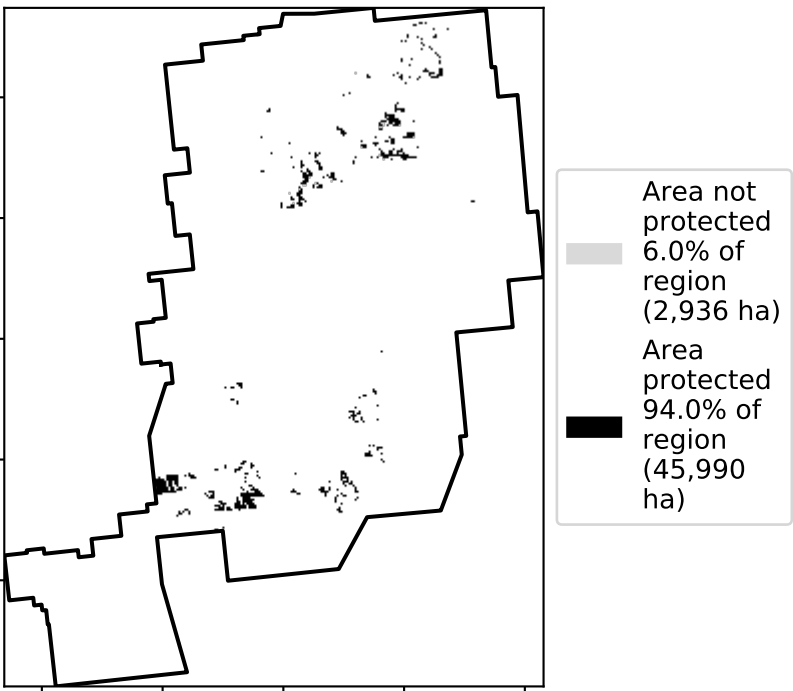 Area not
protected
6.0% of
region
(2,936 ha)
Area
protected
94.0% of
region
(45,990
ha)